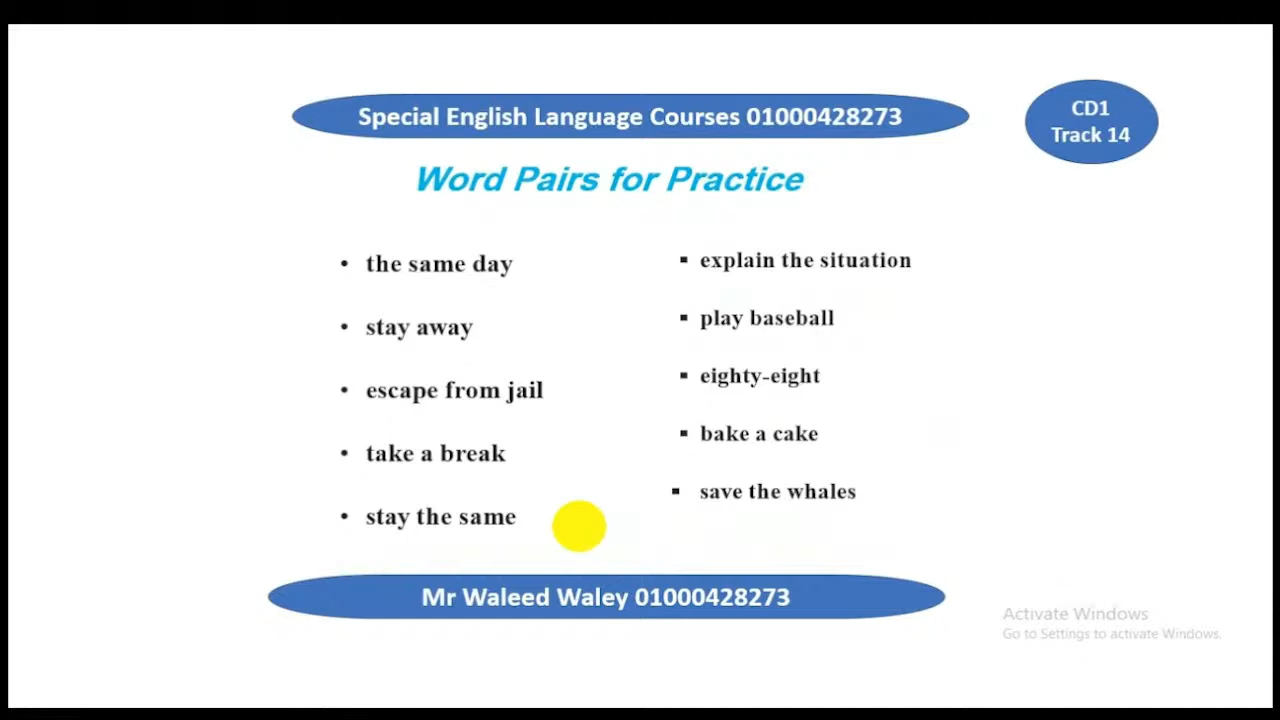 Special English Language Courses 01000428273
CD1
Track 14
Word Pairs for Practice
• the same day
• stay away
• escape from jail
• take a break
• stay the same
▪ explain the situation
▪ play baseball
▪ eighty-eight
▪ bake a cake
▪ save the whales
Mr Waleed Waley 01000428273
Activate Windows
Go to Settings to activate Windows.